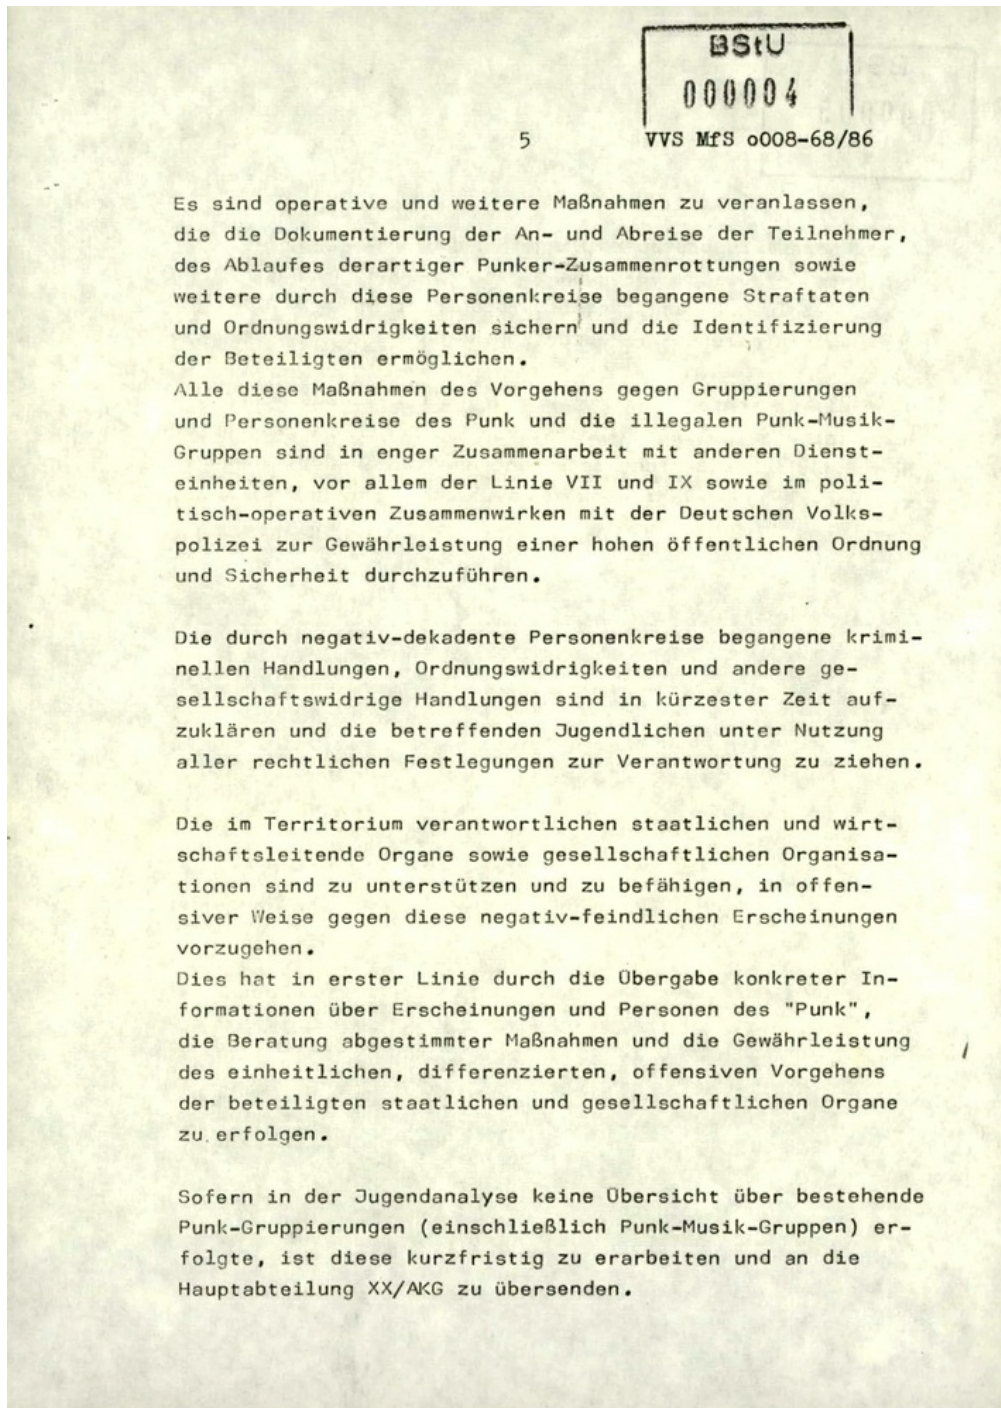 BStU
000004
5 VVS MfS o008-68/86
Es sind operative und weitere Maßnahmen zu veranlassen,
die die Dokumentierung der An- und Abreise der Teilnehmer,
des Ablaufes derartiger Punker-Zusammenrottungen sowie
weitere durch diese Personenkreise begangene Straftaten
und Ordnungswidrigkeiten sichern und die Identifizierung
der Beteiligten ermöglichen.
Alle diese Maßnahmen des Vorgehens gegen Gruppierungen
und Personenkreise des Punk und die illegalen Punk-Musik-
Gruppen sind in enger Zusammenarbeit mit anderen Dienst-
einheiten, vor allem der Linie VII und IX sowie im poli-
tisch-operativen Zusammenwirken mit der Deutschen Volks-
polizei zur Gewährleistung einer hohen öffentlichen Ordnung
und Sicherheit durchzuführen.
Die durch negativ-dekadente Personenkreise begangene krimi-
nellen Handlungen, Ordnungswidrigkeiten und andere ge-
sellschaftswidrige Handlungen sind in kürzester Zeit auf-
zuklären und die betreffenden Jugendlichen unter Nutzung
aller rechtlichen Festlegungen zur Verantwortung zu ziehen.
Die im Territorium verantwortlichen staatlichen und wirt-
schaftsleitende Organe sowie gesellschaftlichen Organisa-
tionen sind zu unterstützen und zu befähigen, in offen-
siver Weise gegen diese negativ-feindlichen Erscheinungen
vorzugehen.
Dies hat in erster Linie durch die Übergabe konkreter In-
formationen über Erscheinungen und Personen des "Punk",
die Beratung abgestimmter Maßnahmen und die Gewährleistung
des einheitlichen, differenzierten, offensiven Vorgehens
der beteiligten staatlichen und gesellschaftlichen Organe
zu erfolgen.
Sofern in der Jugendanalyse keine Übersicht über bestehende
Punk-Gruppierungen (einschließlich Punk-Musik-Gruppen) er-
folgte, ist diese kurzfristig zu erarbeiten und an die
Hauptabteilung XX/AKG zu übersenden.